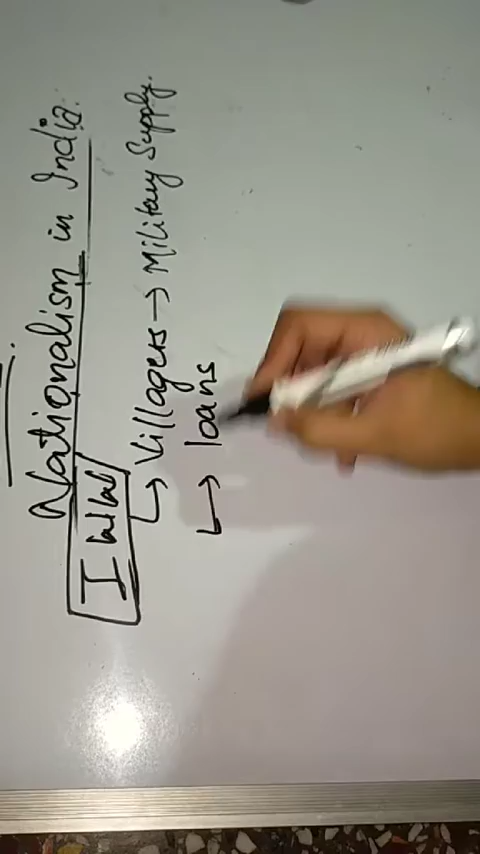 Nationalism in India:
I WW
↳ Villagers → Military Supply.
↳ loans